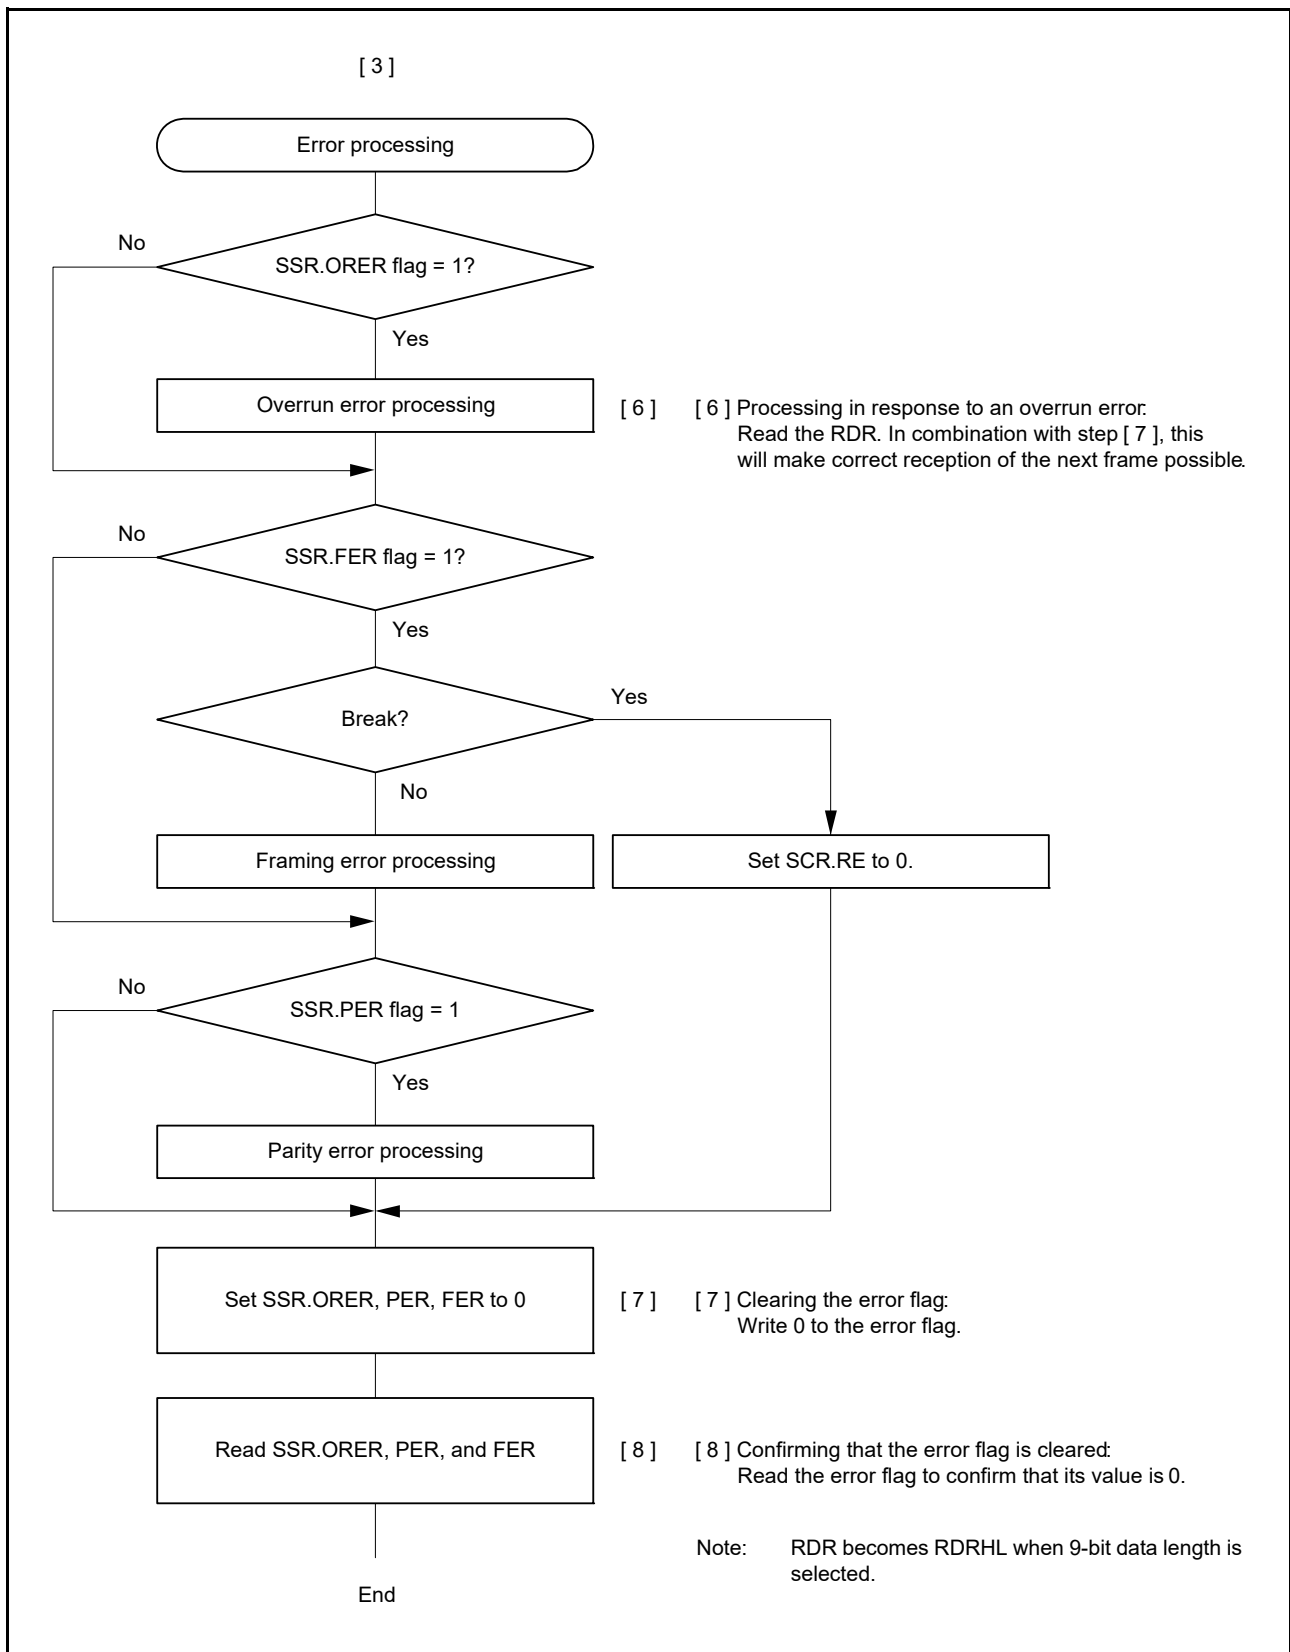 [ 3 ]
Error processing
No
SSR.ORER flag = 1?
Yes
Overrun error processing
[ 6 ]
[ 6 ] Processing in response to an overrun error:
Read the RDR. In combination with step [ 7 ], this
will make correct reception of the next frame possible.
No
SSR.FER flag = 1?
Yes
Break?
Yes
No
Framing error processing
Set SCR.RE to 0.
No
SSR.PER flag = 1
Yes
Parity error processing
Set SSR.ORER, PER, FER to 0
[ 7 ]
[ 7 ] Clearing the error flag:
Write 0 to the error flag.
Read SSR.ORER, PER, and FER
[ 8 ]
[ 8 ] Confirming that the error flag is cleared:
Read the error flag to confirm that its value is 0.
Note: RDR becomes RDRHL when 9-bit data length is
selected.
End